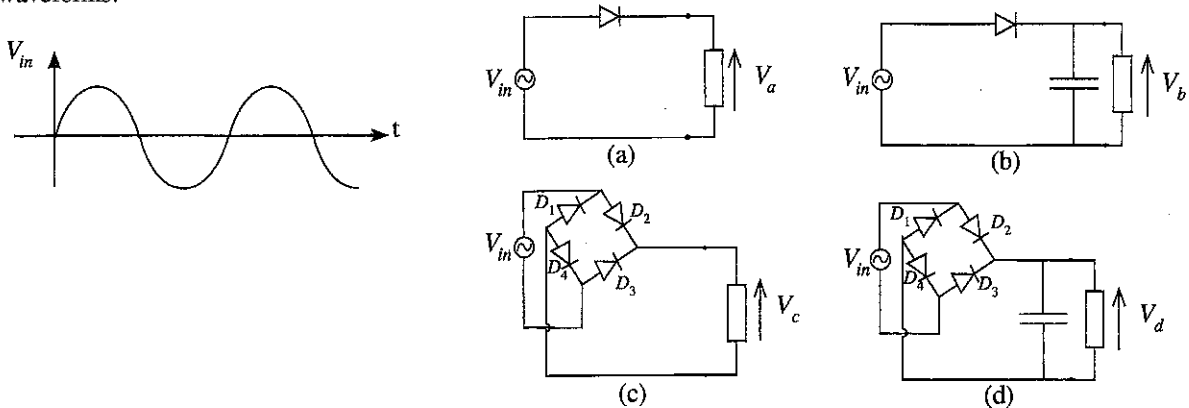 waveforms.
V_in
t
V_in
V_a
(a)
V_in
V_b
(b)
D_1
D_2
V_in
D_4
D_3
V_c
(c)
D_1
D_2
V_in
D_4
D_3
V_d
(d)